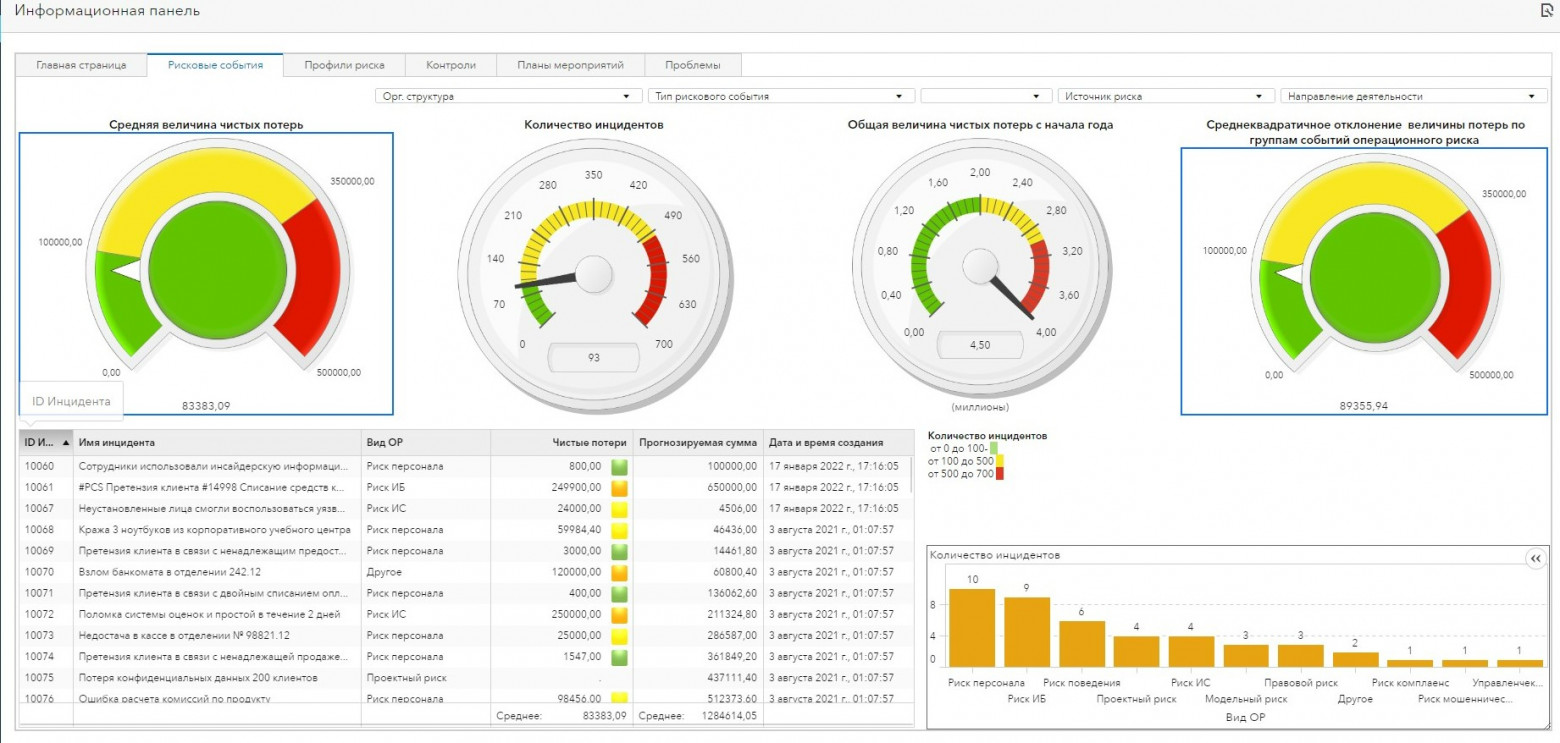 Информационная панель
Главная страница Рисковые события Профили риска Контроли Планы мероприятий Проблемы
Орг. структура Тип рискового события Источник риска Направление деятельности
Средняя величина чистых потерь
0,00 100000,00 350000,00 500000,00
83383,09
Количество инцидентов
0 70 140 210 280 350 420 490 560 630 700
93
Общая величина чистых потерь с начала года
0,00 0,40 0,80 1,20 1,60 2,00 2,40 2,80 3,20 3,60 4,00
4,50
(миллионы)
Среднеквадратичное отклонение величины потерь по
группам событий операционного риска
0,00 100000,00 350000,00 500000,00
89355,94
ID Инцидента
ID И... Имя инцидента Вид ОР Чистые потери Прогнозируемая сумма Дата и время создания
10060 Сотрудники использовали инсайдерскую информаци... Риск персонала 800,00 100000,00 17 января 2022 г., 17:16:05
10061 #PCS Претензия клиента #14998 Списание средств к... Риск ИБ 249900,00 650000,00 17 января 2022 г., 17:16:05
10067 Неустановленные лица смогли воспользоваться уязв... Риск ИС 24000,00 4506,00 17 января 2022 г., 17:16:05
10068 Кража 3 ноутбуков из корпоративного учебного центра Риск персонала 59984,40 46436,00 3 августа 2021 г., 01:07:57
10069 Претензия клиента в связи с ненадлежащим предост... Риск персонала 3000,00 14461,80 3 августа 2021 г., 01:07:57
10070 Взлом банкомата в отделении 242.12 Другое 120000,00 60800,40 3 августа 2021 г., 01:07:57
10071 Претензия клиента в связи с двойным списанием опл... Риск персонала 400,00 136062,60 3 августа 2021 г., 01:07:57
10072 Поломка системы оценок и простой в течение 2 дней Риск ИС 250000,00 211324,80 3 августа 2021 г., 01:07:57
10073 Недостача в кассе в отделении № 98821.12 Риск персонала 25000,00 286587,00 3 августа 2021 г., 01:07:57
10074 Претензия клиента в связи с ненадлежащей продаже... Риск персонала 1547,00 361849,20 3 августа 2021 г., 01:07:57
10075 Потеря конфиденциальных данных 200 клиентов Проектный риск . 437111,40 3 августа 2021 г., 01:07:57
10076 Ошибка расчета комиссий по продукту Риск персонала 98456,00 512373,60 3 августа 2021 г., 01:07:57
Среднее: 83383,09 Среднее: 1284614,05
Количество инцидентов
от 0 до 100-
от 100 до 500
от 500 до 700
Количество инцидентов
10 9 6 4 4 3 3 2 1 1 1
8
4
0
Риск персонала Риск поведения Риск ИС Правовой риск Риск комплаенс Управленчек...
Риск ИБ Проектный риск Модельный риск Другое Риск мошенничес...
Вид ОР